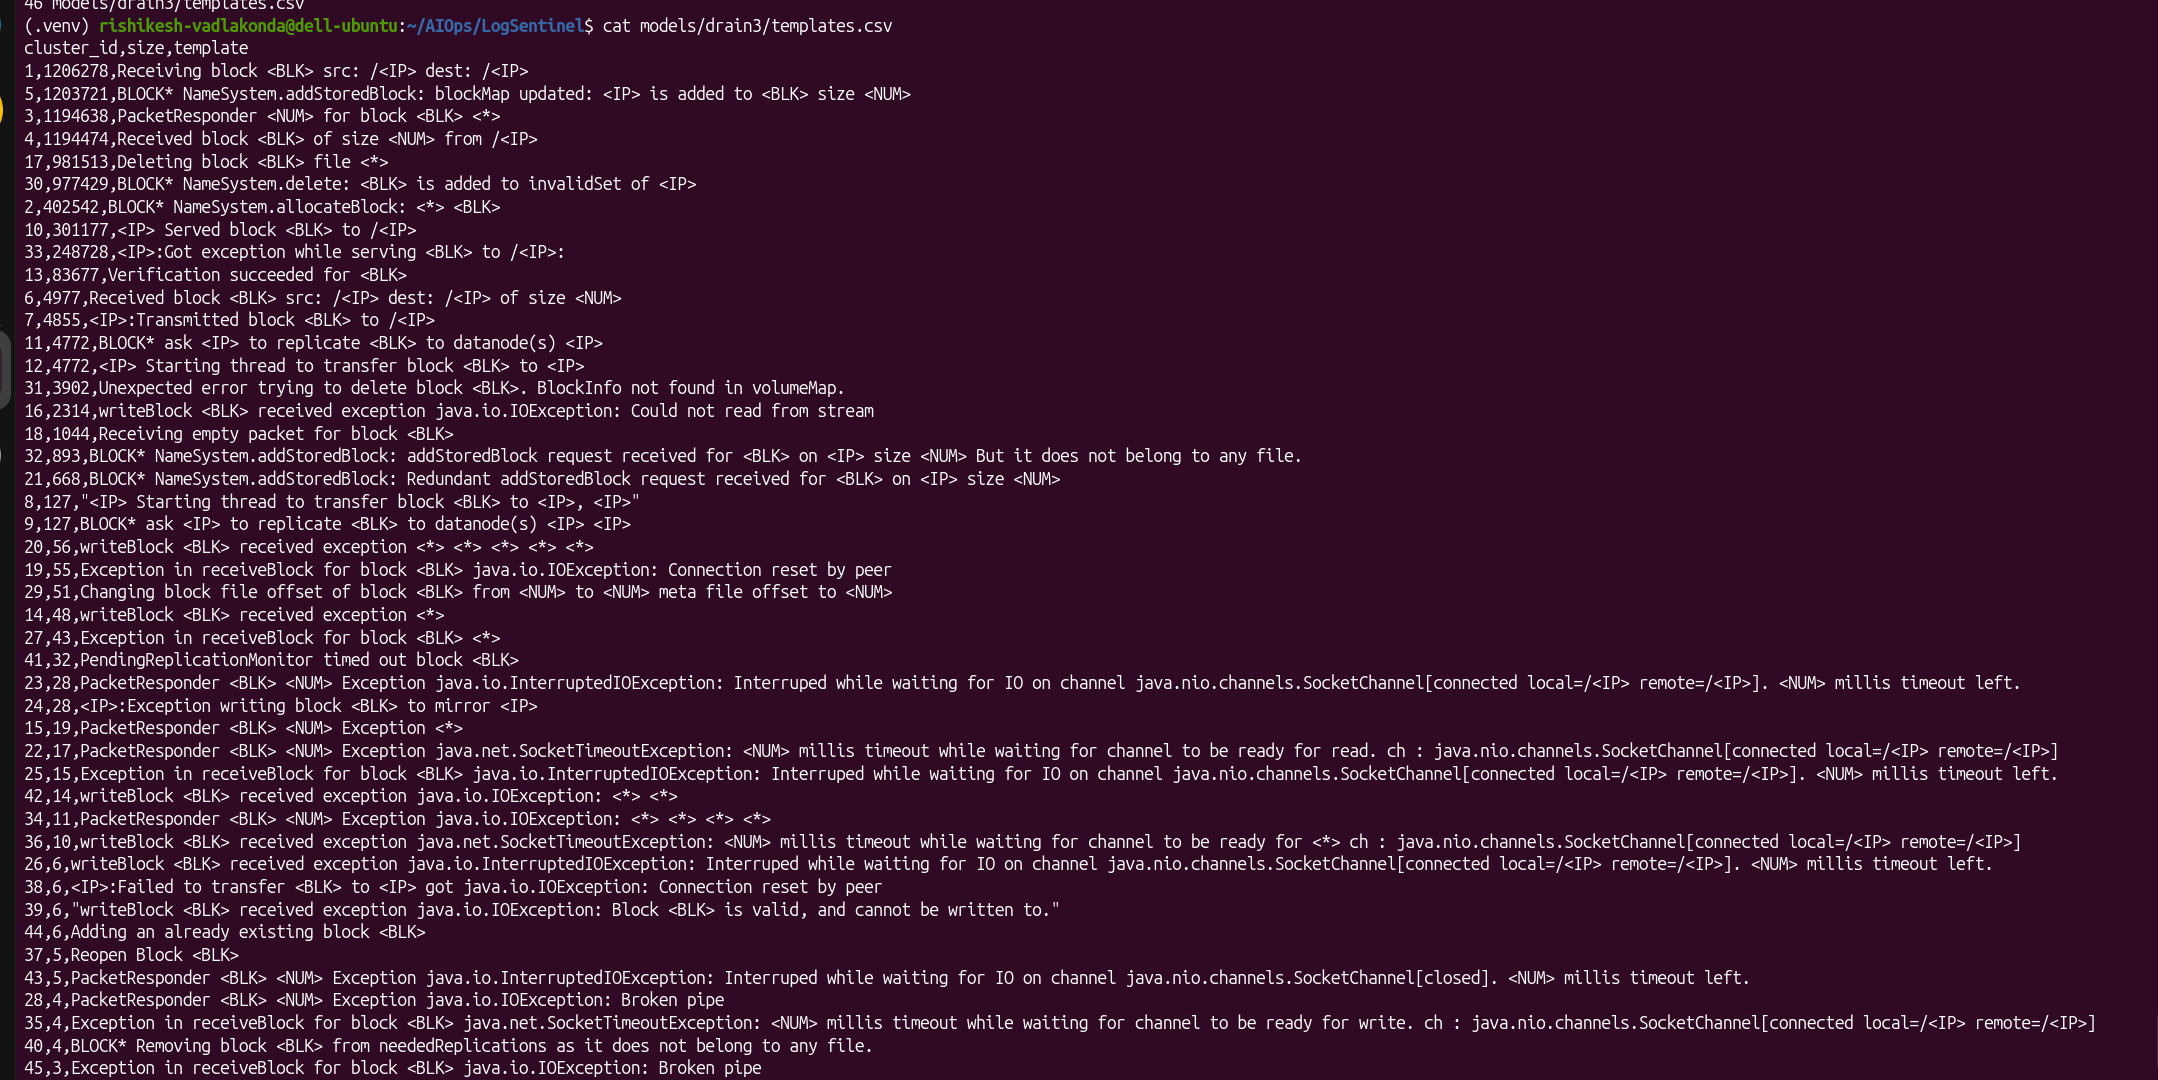 46 models/drain3/templates.csv
(.venv) rishikesh-vadlakonda@dell-ubuntu:~/AIOps/LogSentinel$ cat models/drain3/templates.csv
cluster_id,size,template
1,1206278,Receiving block <BLK> src: /<IP> dest: /<IP>
5,1203721,BLOCK* NameSystem.addStoredBlock: blockMap updated: <IP> is added to <BLK> size <NUM>
3,1194638,PacketResponder <NUM> for block <BLK> <*>
4,1194474,Received block <BLK> of size <NUM> from /<IP>
17,981513,Deleting block <BLK> file <*>
30,977429,BLOCK* NameSystem.delete: <BLK> is added to invalidSet of <IP>
2,402542,BLOCK* NameSystem.allocateBlock: <*> <BLK>
10,301177,<IP> Served block <BLK> to /<IP>
33,248728,<IP>:Got exception while serving <BLK> to /<IP>:
13,83677,Verification succeeded for <BLK>
6,4977,Received block <BLK> src: /<IP> dest: /<IP> of size <NUM>
7,4855,<IP>:Transmitted block <BLK> to /<IP>
11,4772,BLOCK* ask <IP> to replicate <BLK> to datanode(s) <IP>
12,4772,<IP> Starting thread to transfer block <BLK> to <IP>
31,3902,Unexpected error trying to delete block <BLK>. BlockInfo not found in volumeMap.
16,2314,writeBlock <BLK> received exception java.io.IOException: Could not read from stream
18,1044,Receiving empty packet for block <BLK>
32,893,BLOCK* NameSystem.addStoredBlock: addStoredBlock request received for <BLK> on <IP> size <NUM> But it does not belong to any file.
21,668,BLOCK* NameSystem.addStoredBlock: Redundant addStoredBlock request received for <BLK> on <IP> size <NUM>
8,127,"<IP> Starting thread to transfer block <BLK> to <IP>, <IP>"
9,127,BLOCK* ask <IP> to replicate <BLK> to datanode(s) <IP> <IP>
20,56,writeBlock <BLK> received exception <*> <*> <*> <*> <*>
19,55,Exception in receiveBlock for block <BLK> java.io.IOException: Connection reset by peer
29,51,Changing block file offset of block <BLK> from <NUM> to <NUM> meta file offset to <NUM>
14,48,writeBlock <BLK> received exception <*>
27,43,Exception in receiveBlock for block <BLK> <*>
41,32,PendingReplicationMonitor timed out block <BLK>
23,28,PacketResponder <BLK> <NUM> Exception java.io.InterruptedIOException: Interruped while waiting for IO on channel java.nio.channels.SocketChannel[connected local=/<IP> remote=/<IP>]. <NUM> millis timeout left.
24,28,<IP>:Exception writing block <BLK> to mirror <IP>
15,19,PacketResponder <BLK> <NUM> Exception <*>
22,17,PacketResponder <BLK> <NUM> Exception java.net.SocketTimeoutException: <NUM> millis timeout while waiting for channel to be ready for read. ch : java.nio.channels.SocketChannel[connected local=/<IP> remote=/<IP>]
25,15,Exception in receiveBlock for block <BLK> java.io.InterruptedIOException: Interruped while waiting for IO on channel java.nio.channels.SocketChannel[connected local=/<IP> remote=/<IP>]. <NUM> millis timeout left.
42,14,writeBlock <BLK> received exception java.io.IOException: <*> <*>
34,11,PacketResponder <BLK> <NUM> Exception java.io.IOException: <*> <*> <*> <*>
36,10,writeBlock <BLK> received exception java.net.SocketTimeoutException: <NUM> millis timeout while waiting for channel to be ready for <*> ch : java.nio.channels.SocketChannel[connected local=/<IP> remote=/<IP>]
26,6,writeBlock <BLK> received exception java.io.InterruptedIOException: Interruped while waiting for IO on channel java.nio.channels.SocketChannel[connected local=/<IP> remote=/<IP>]. <NUM> millis timeout left.
38,6,<IP>:Failed to transfer <BLK> to <IP> got java.io.IOException: Connection reset by peer
39,6,"writeBlock <BLK> received exception java.io.IOException: Block <BLK> is valid, and cannot be written to."
44,6,Adding an already existing block <BLK>
37,5,Reopen Block <BLK>
43,5,PacketResponder <BLK> <NUM> Exception java.io.InterruptedIOException: Interruped while waiting for IO on channel java.nio.channels.SocketChannel[closed]. <NUM> millis timeout left.
28,4,PacketResponder <BLK> <NUM> Exception java.io.IOException: Broken pipe
35,4,Exception in receiveBlock for block <BLK> java.net.SocketTimeoutException: <NUM> millis timeout while waiting for channel to be ready for write. ch : java.nio.channels.SocketChannel[connected local=/<IP> remote=/<IP>]
40,4,BLOCK* Removing block <BLK> from neededReplications as it does not belong to any file.
45,3,Exception in receiveBlock for block <BLK> java.io.IOException: Broken pipe